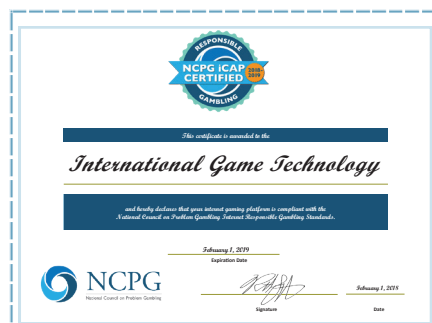 RESPONSIBLE
NCPG iCAP
CERTIFIED
2018-
2019
GAMBLING
This certificate is awarded to the
International Game Technology
and hereby declares that your internet gaming platform is compliant with the
National Council on Problem Gambling Internet Responsible Gambling Standards.
February 1, 2019
Expiration Date
NCPG
National Council on Problem Gambling
Signature
February 1, 2018
Date